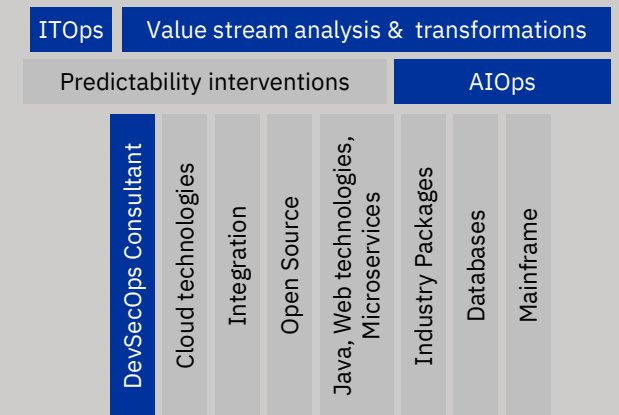 ITOps
Value stream analysis &  transformations
Predictability interventions
AIOps
DevSecOps Consultant
Cloud technologies
Integration
Open Source
Java, Web technologies,
Microservices
Industry Packages
Databases
Mainframe